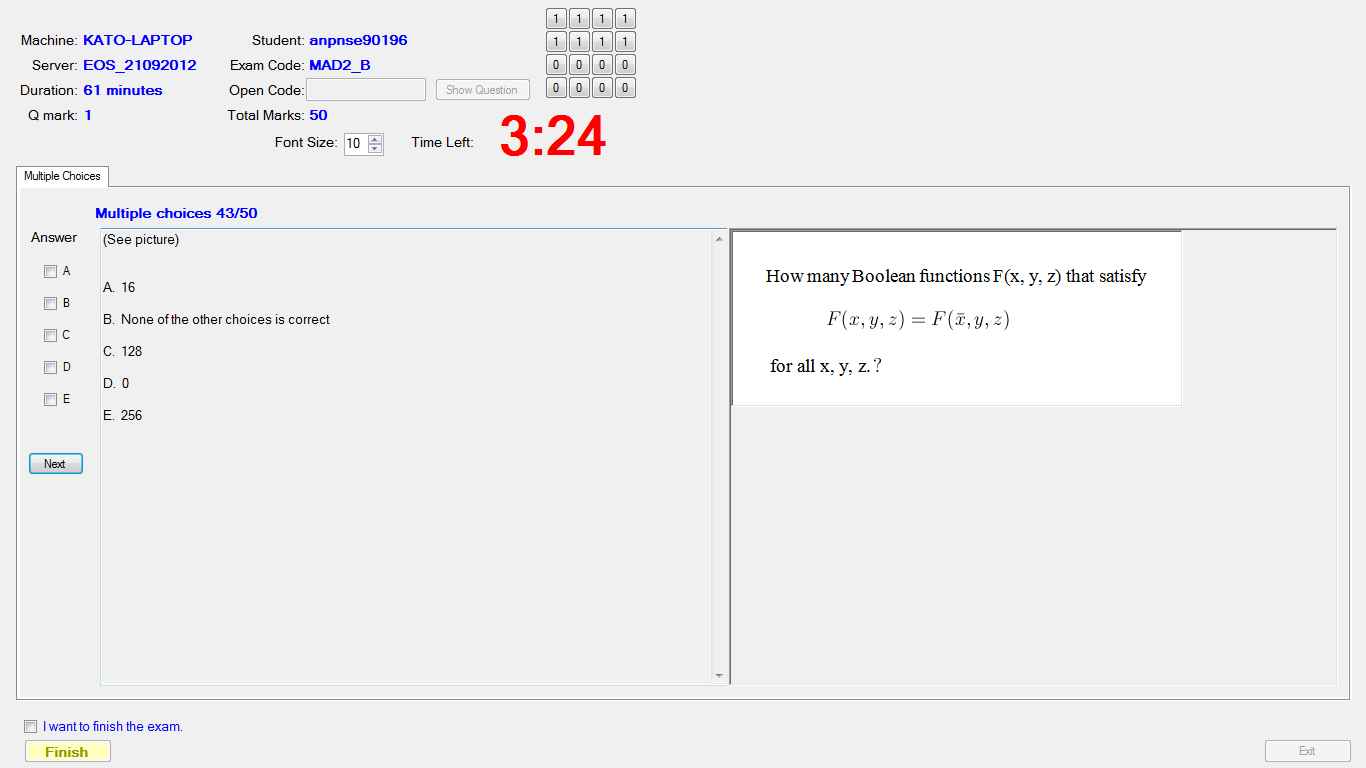 Machine: KATO-LAPTOP Student: anpnse90196
Server: EOS_21092012 Exam Code: MAD2_B
Duration: 61 minutes Open Code: Show Question
Q mark: 1 Total Marks: 50
1 1 1 1
1 1 1 1
0 0 0 0
0 0 0 0
Font Size: 10 Time Left: 3:24
Multiple Choices
Multiple choices 43/50
Answer
A
B
C
D
E
Next
(See picture)
A. 16
B. None of the other choices is correct
C. 128
D. 0
E. 256
How many Boolean functions F(x, y, z) that satisfy
F(x, y, z) = F(x̄, y, z)
for all x, y, z. ?
I want to finish the exam.
Finish
Exit